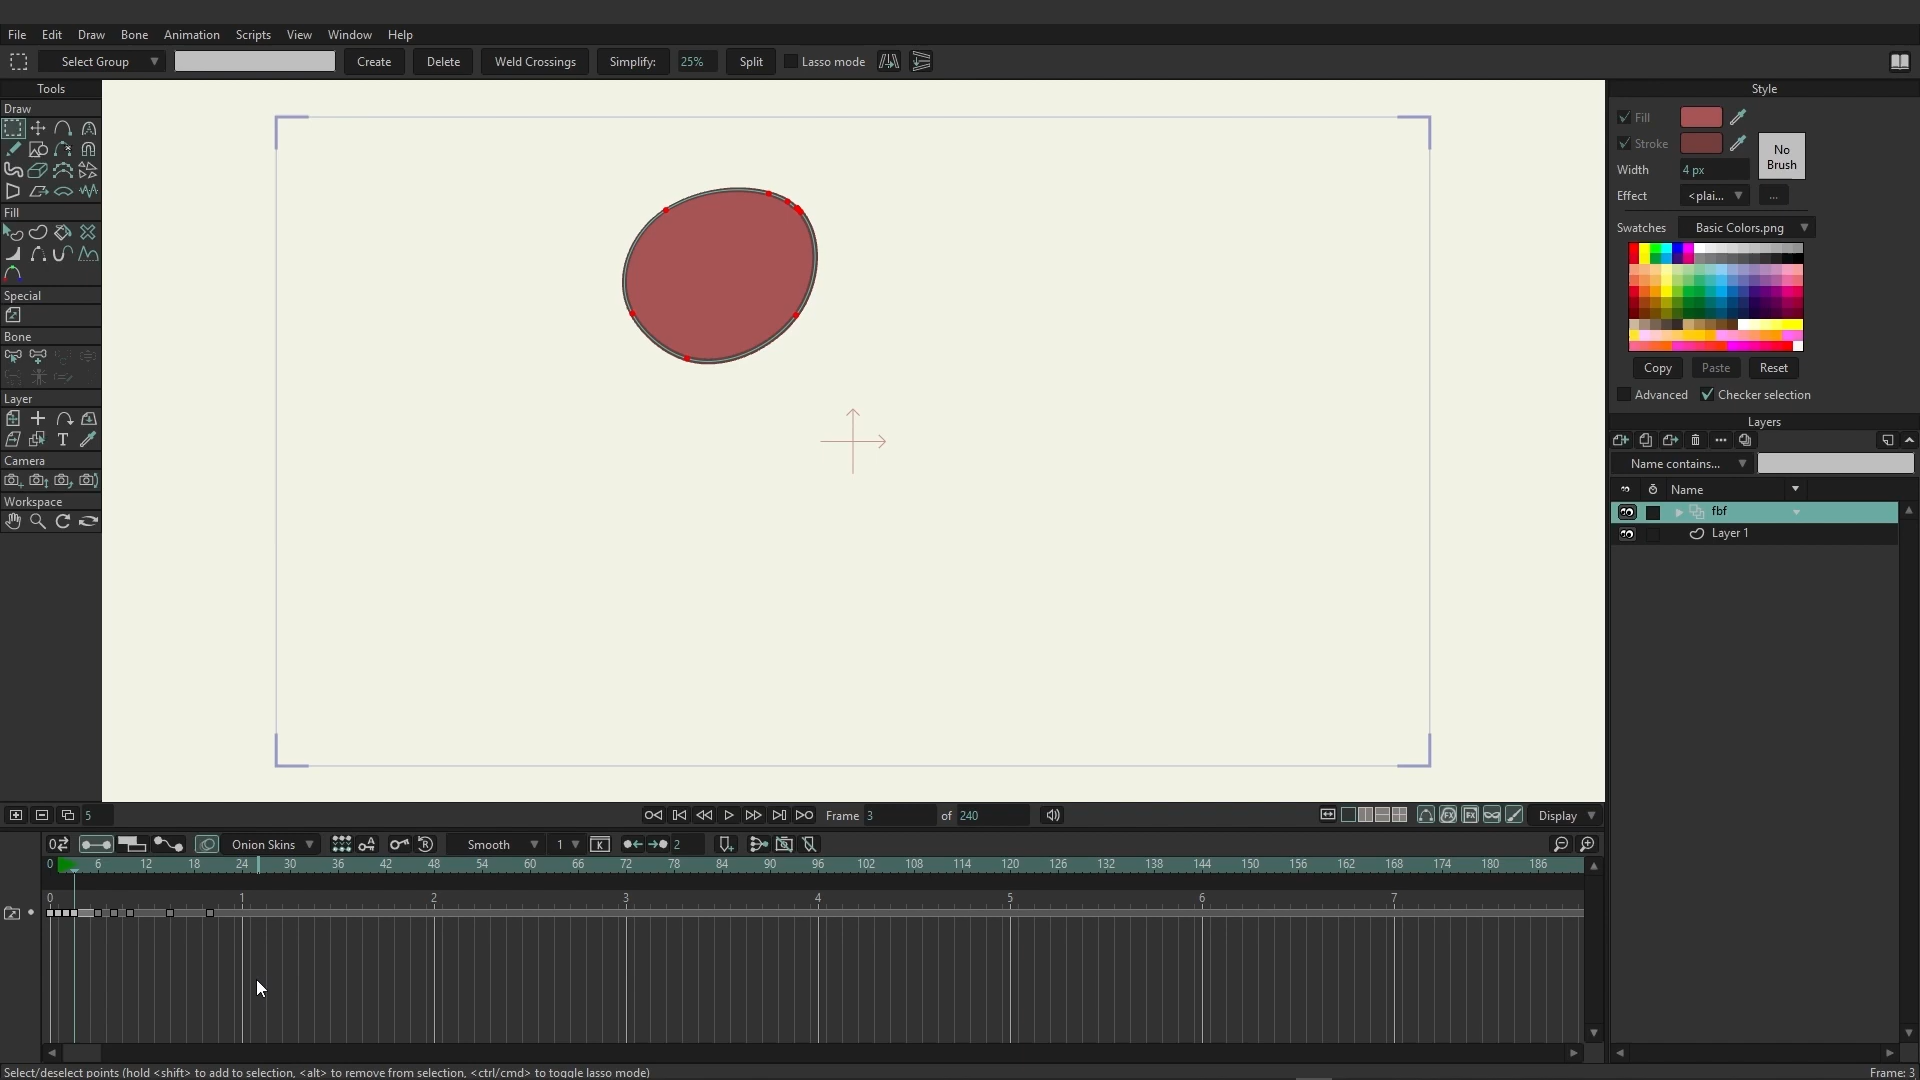 File Edit Draw Bone Animation Scripts View Window Help
Select Group Create Delete Weld Crossings Simplify: 25% Split Lasso mode
Tools
Draw
Fill
Special
Bone
Layer
Camera
Workspace
Style
Fill
Stroke
No
Brush
Width 4 px
Effect <plai... ...
Swatches Basic Colors.png
Copy Paste Reset
Advanced Checker selection
Layers
Name contains...
Name
fbf
Layer 1
5 Frame 3 of 240 Display
Onion Skins Smooth 1 2
0 6 12 18 24 30 36 42 48 54 60 66 72 78 84 90 96 102 108 114 120 126 132 138 144 150 156 162 168 174 180 186
0 1 2 3 4 5 6 7
Select/deselect points (hold <shift> to add to selection, <alt> to remove from selection, <ctrl/cmd> to toggle lasso mode) Frame: 3